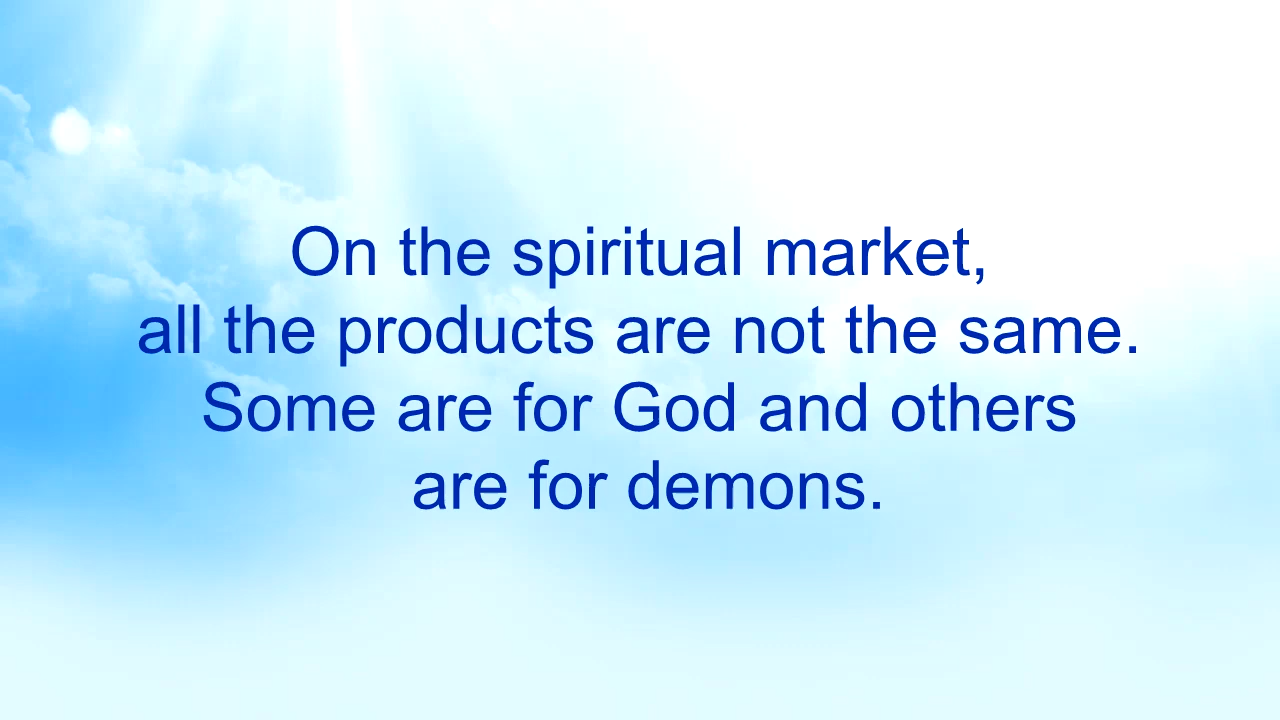 On the spiritual market,
all the products are not the same.
Some are for God and others
are for demons.